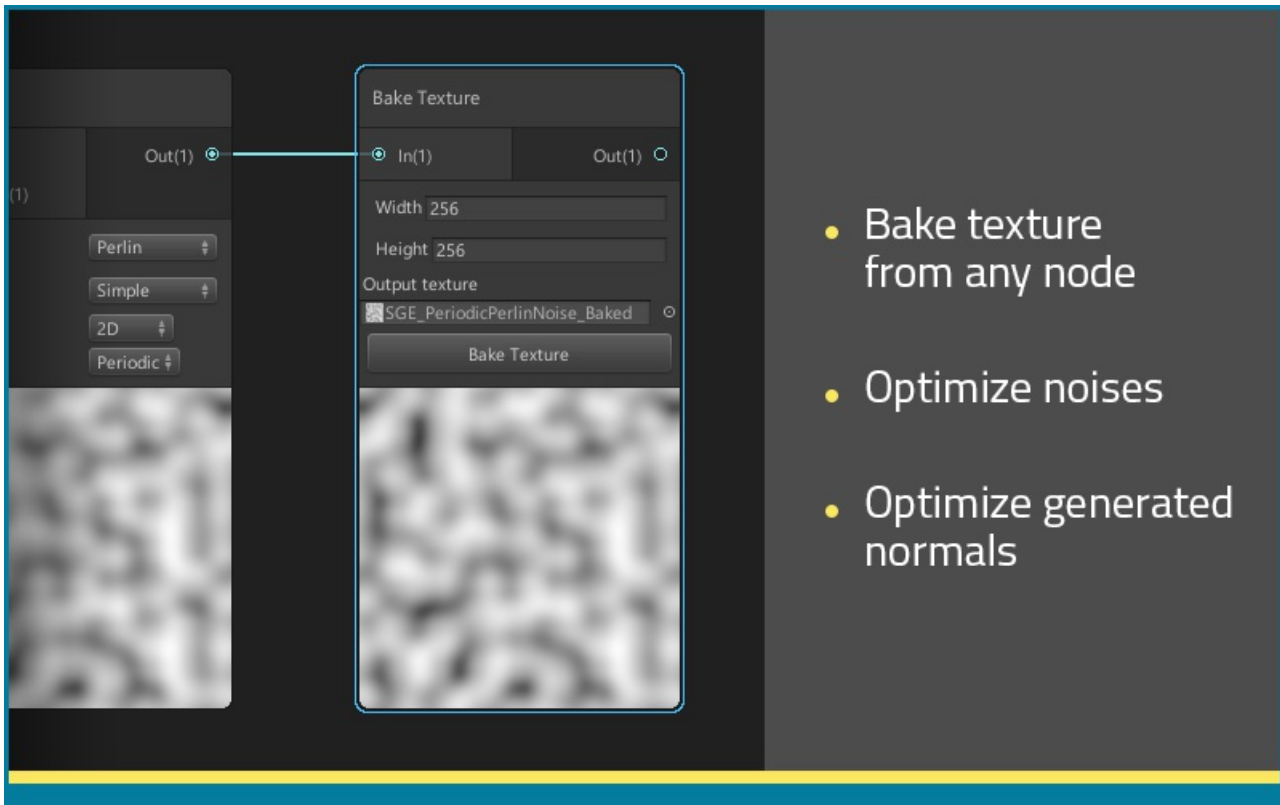 Out(1)
(1)
Perlin
Simple
2D
Periodic
Bake Texture
In(1)
Out(1)
Width 256
Height 256
Output texture
SGE_PeriodicPerlinNoise_Baked
Bake Texture
Bake texture
from any node
Optimize noises
Optimize generated
normals